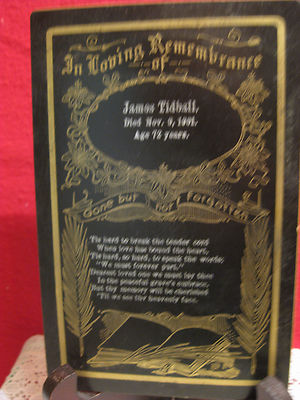 In Loving Remembrance
of
James Tidball,
Died Nov. 9, 1901.
Age 72 years.
Gone but not Forgotten
'Tis hard to break the tender cord
When love has bound the heart,
'Tis hard, so hard, to speak the words:
"We must forever part."
Dearest loved one we must lay thee
In the peaceful grave's embrace,
But thy memory will be cherished
'Til we see thy heavenly face.